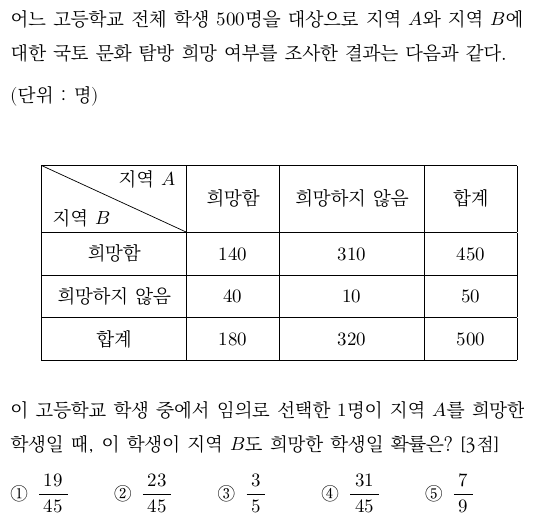 어느 고등학교 전체 학생 500명을 대상으로 지역 A와 지역 B에
대한 국토 문화 탐방 희망 여부를 조사한 결과는 다음과 같다.
(단위 : 명)
지역 A
지역 B
희망함 희망하지 않음 합계
희망함 140 310 450
희망하지 않음 40 10 50
합계 180 320 500
이 고등학교 학생 중에서 임의로 선택한 1명이 지역 A를 희망한
학생일 때, 이 학생이 지역 B도 희망한 학생일 확률은? [3점]
① 19/45 ② 23/45 ③ 3/5 ④ 31/45 ⑤ 7/9